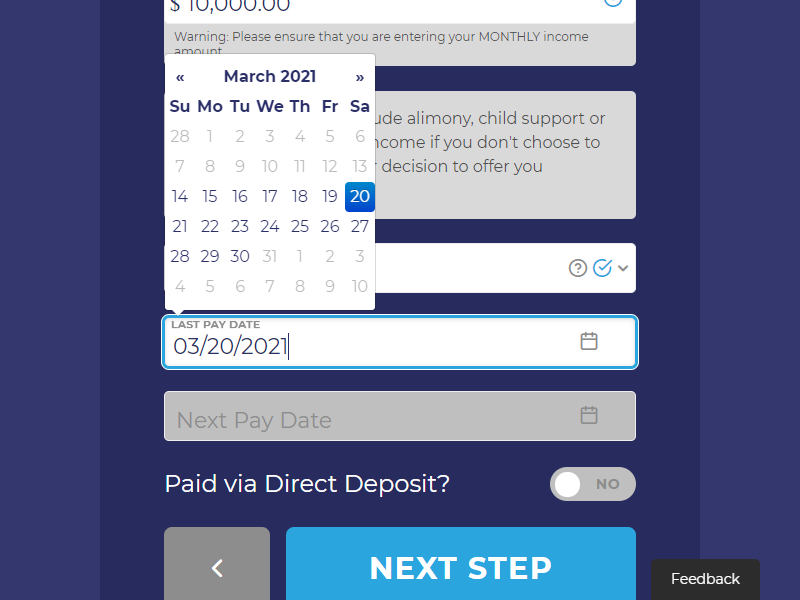 $ 10,000.00
Warning: Please ensure that you are entering your MONTHLY income
amount
« March 2021 »
Su Mo Tu We Th Fr Sa
28 1 2 3 4 5 6
7 8 9 10 11 12 13
14 15 16 17 18 19 20
21 22 23 24 25 26 27
28 29 30 31 1 2 3
4 5 6 7 8 9 10
ude alimony, child support or
ncome if you don't choose to
decision to offer you
LAST PAY DATE
03/20/2021
Next Pay Date
Paid via Direct Deposit?
NO
NEXT STEP
Feedback